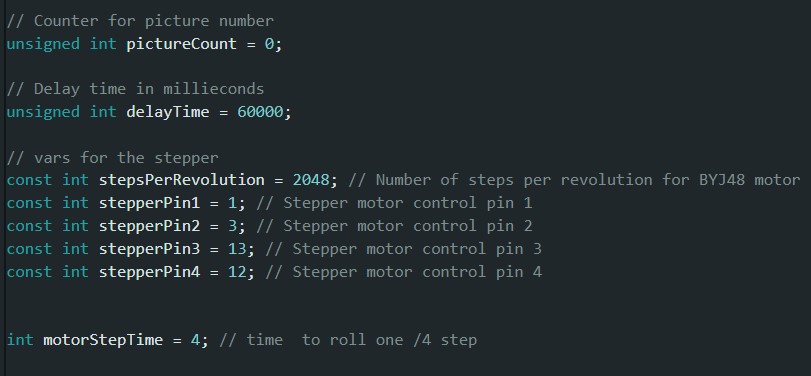 // Counter for picture number
unsigned int pictureCount = 0;
// Delay time in millieconds
unsigned int delayTime = 60000;
// vars for the stepper
const int stepsPerRevolution = 2048; // Number of steps per revolution for BYJ48 motor
const int stepperPin1 = 1; // Stepper motor control pin 1
const int stepperPin2 = 3; // Stepper motor control pin 2
const int stepperPin3 = 13; // Stepper motor control pin 3
const int stepperPin4 = 12; // Stepper motor control pin 4
int motorStepTime = 4; // time  to roll one /4 step